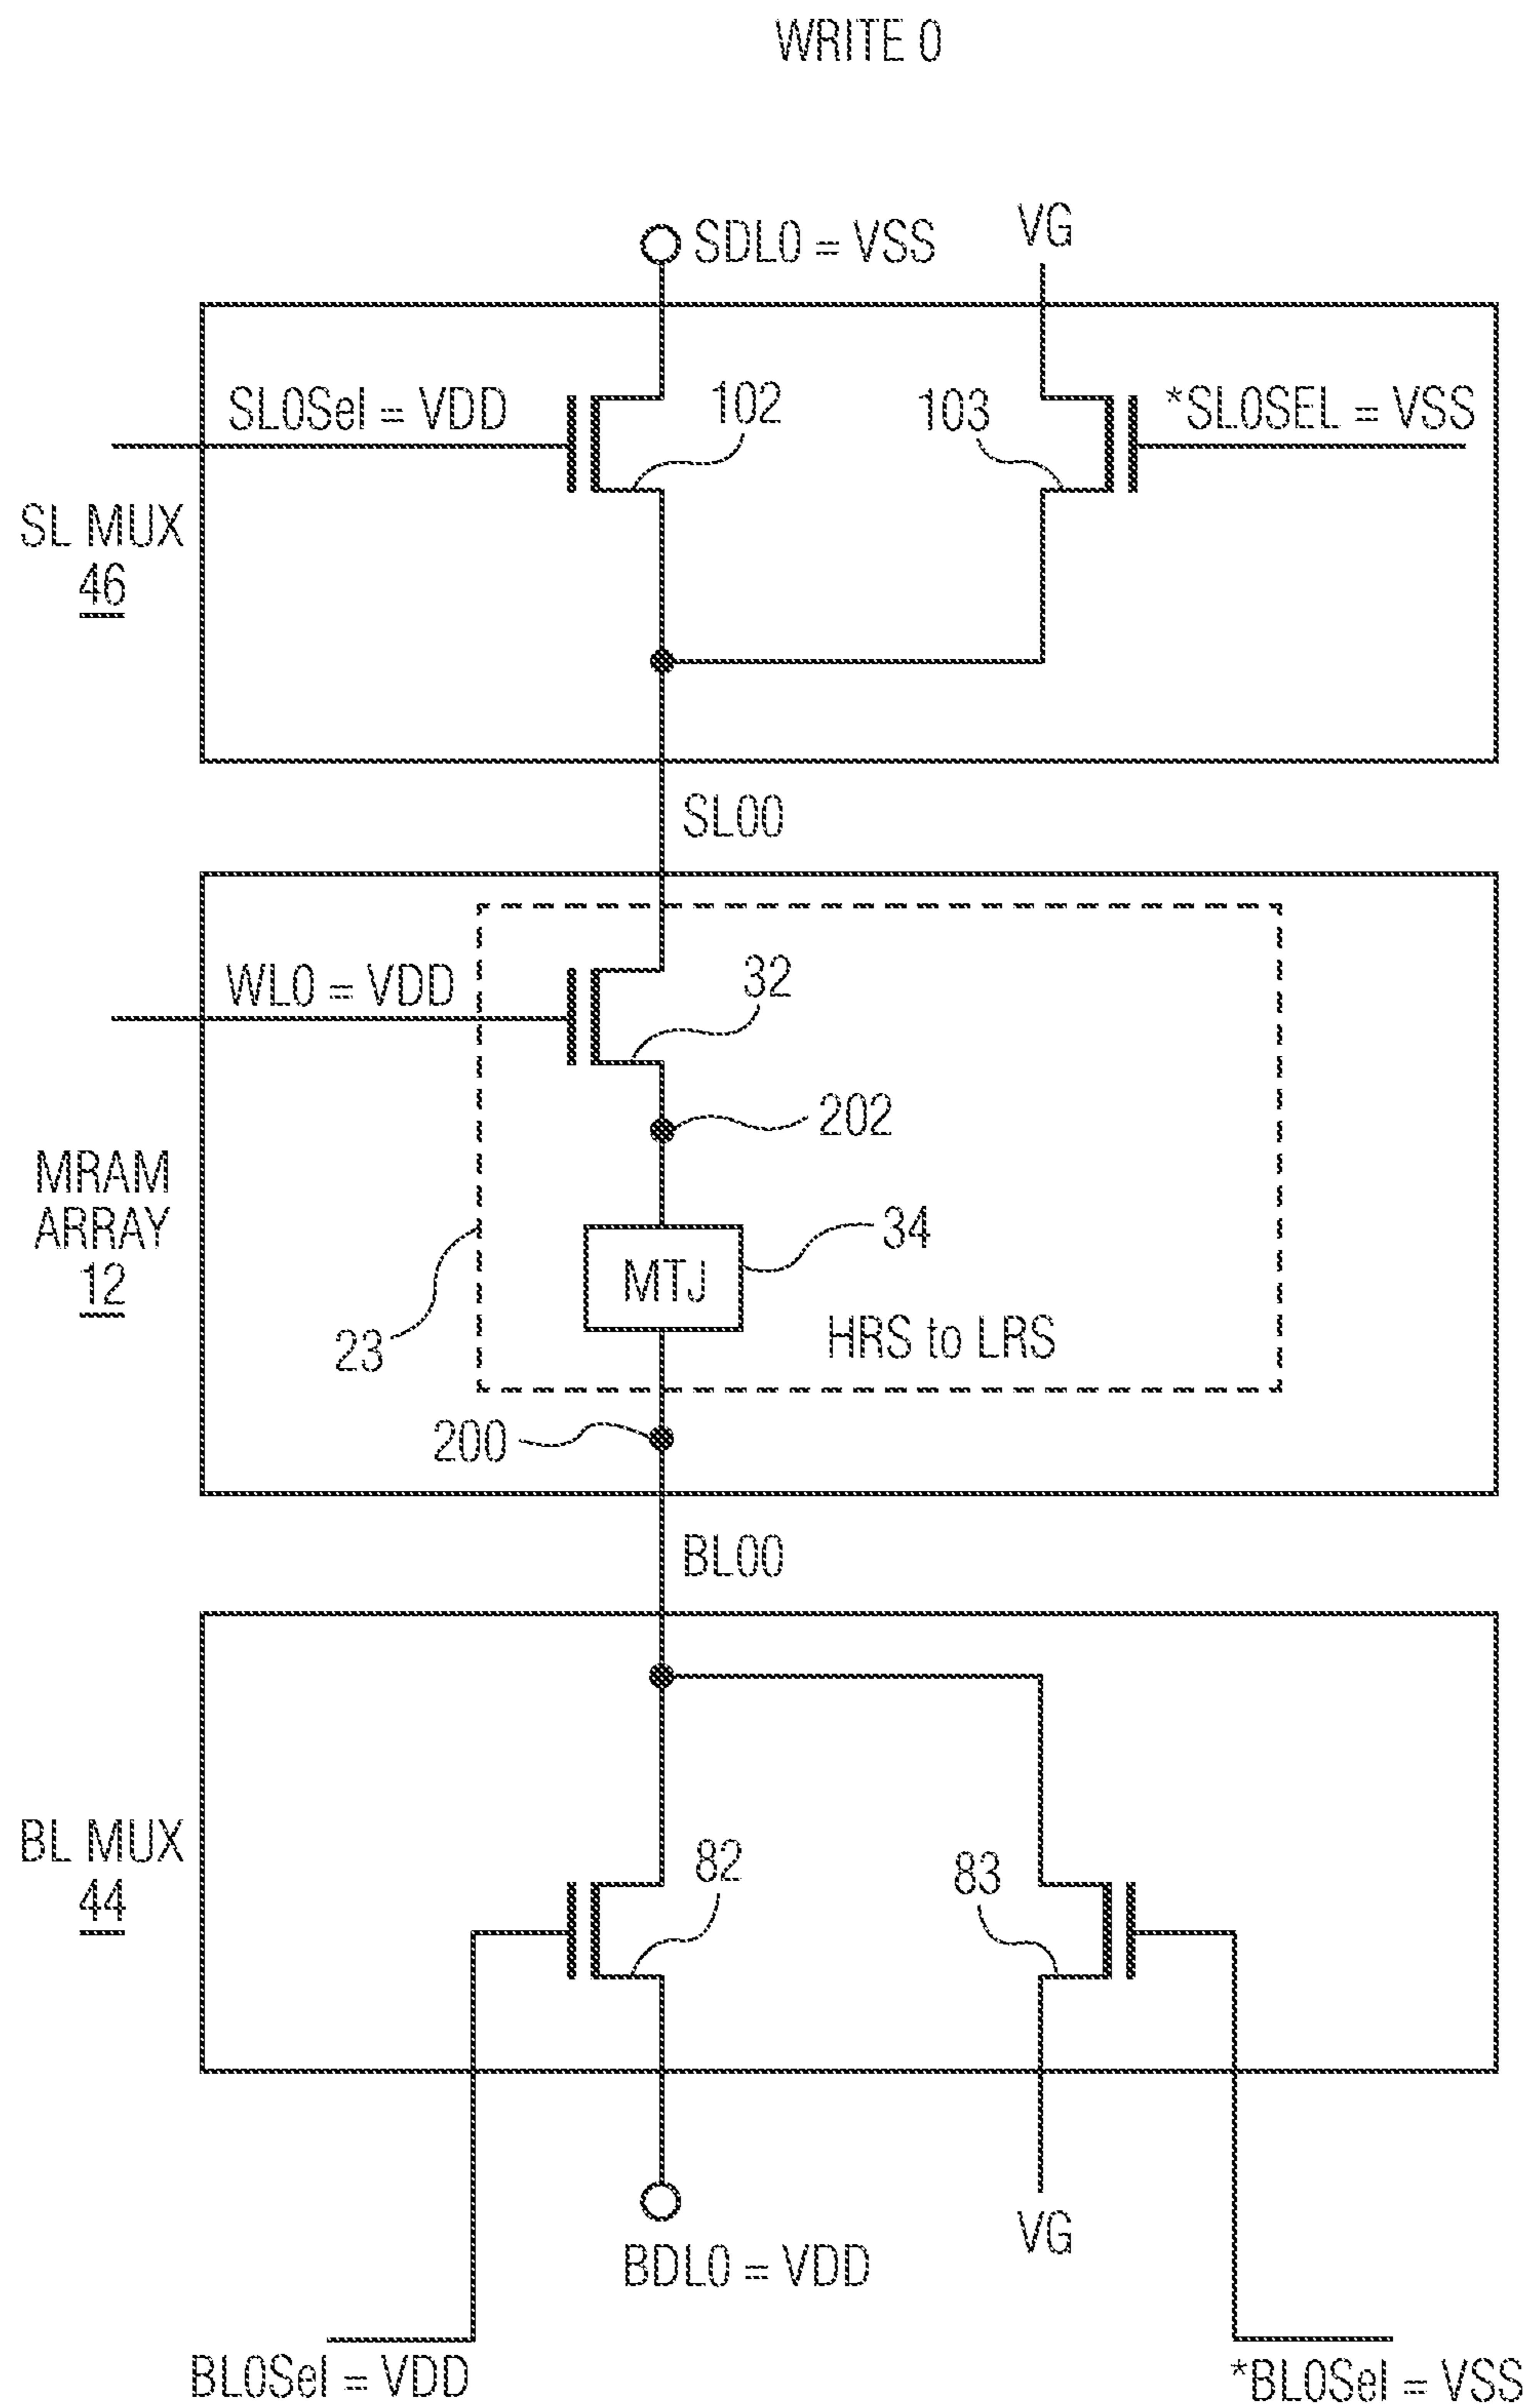 WRITE 0
SDL0 = VSS
VG
SL0Sel = VDD
102
103
*SL0SEL = VSS
SL MUX
46
SL00
WL0 = VDD
32
202
MRAM
ARRAY
12
34
MTJ
23
HRS to LRS
200
BL00
BL MUX
44
82
83
VG
BDL0 = VDD
BL0Sel = VDD
*BL0Sel = VSS